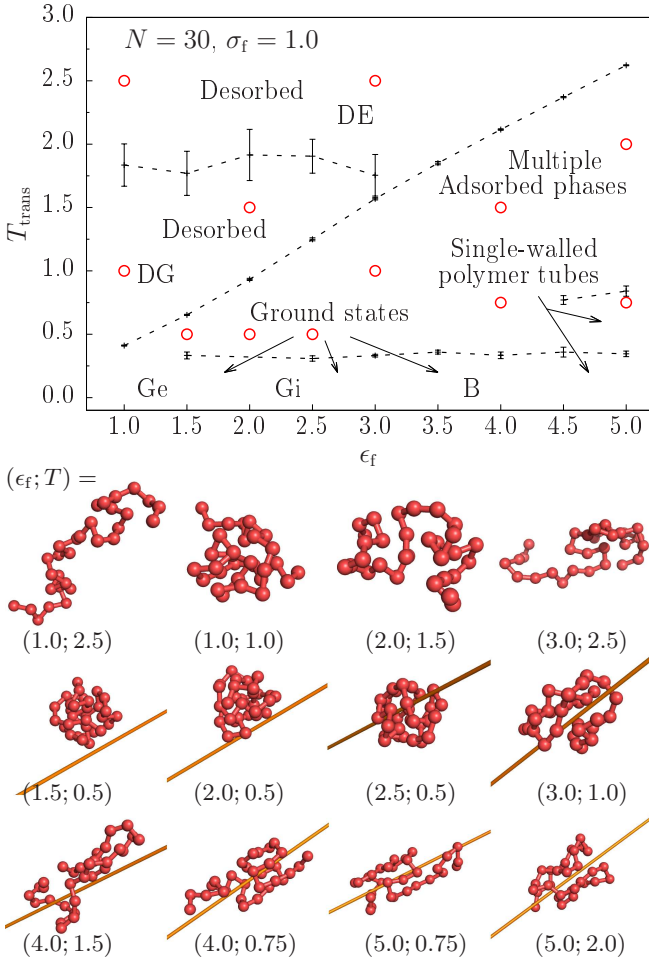 3.0
N = 30, σf = 1.0
2.5
Desorbed
DE
2.0
Multiple
Adsorbed phases
Ttrans
1.5
Desorbed
Single-walled
polymer tubes
1.0
DG
Ground states
0.5
Ge Gi B
0.0
1.0 1.5 2.0 2.5 3.0 3.5 4.0 4.5 5.0
ϵf
(ϵf; T) =
(1.0; 2.5) (1.0; 1.0) (2.0; 1.5) (3.0; 2.5)
(1.5; 0.5) (2.0; 0.5) (2.5; 0.5) (3.0; 1.0)
(4.0; 1.5) (4.0; 0.75) (5.0; 0.75) (5.0; 2.0)